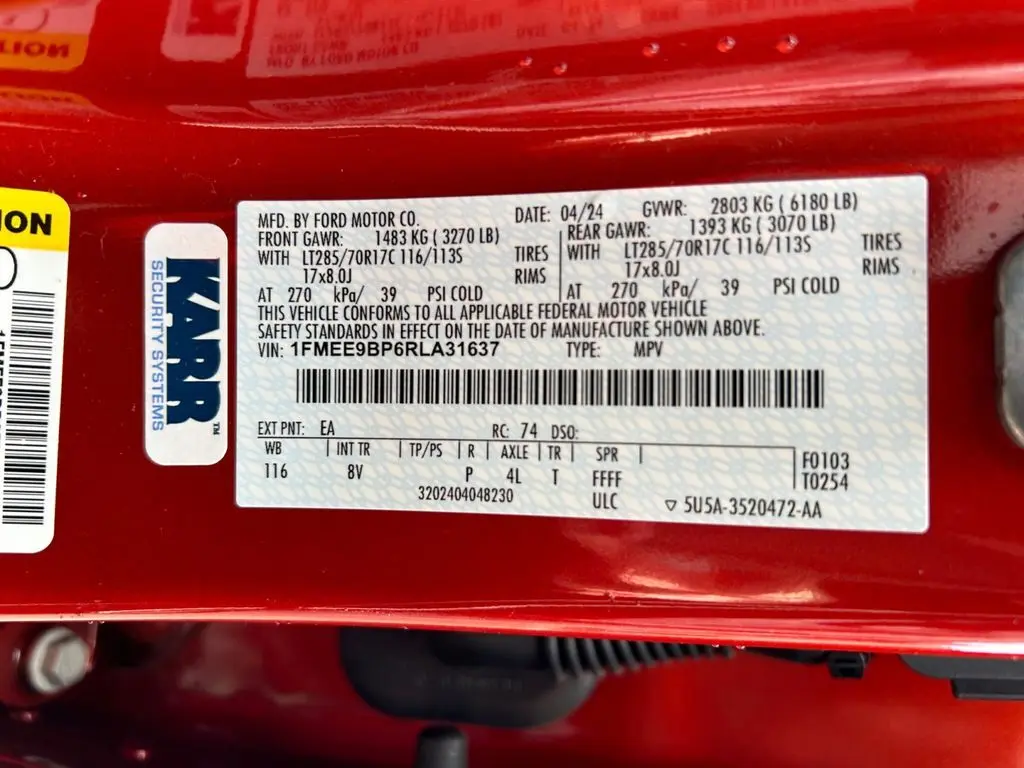 ION
KARR™
SECURITY SYSTEMS
MFD. BY FORD MOTOR CO. DATE: 04/24 GVWR: 2803 KG ( 6180 LB)
FRONT GAWR: 1483 KG ( 3270 LB) REAR GAWR: 1393 KG ( 3070 LB)
WITH LT285/70R17C 116/113S TIRES WITH LT285/70R17C 116/113S TIRES
17x8.0J RIMS 17x8.0J RIMS
AT 270 kPa/ 39 PSI COLD AT 270 kPa/ 39 PSI COLD
THIS VEHICLE CONFORMS TO ALL APPLICABLE FEDERAL MOTOR VEHICLE
SAFETY STANDARDS IN EFFECT ON THE DATE OF MANUFACTURE SHOWN ABOVE.
VIN: 1FMEE9BP6RLA31637 TYPE: MPV
EXT PNT: EA RC: 74 DSO:
WB | INT TR | TP/PS | R | AXLE | TR | SPR | F0103
116 8V P 4L T FFFF T0254
3202404048230 ULC ▽ 5U5A-3520472-AA